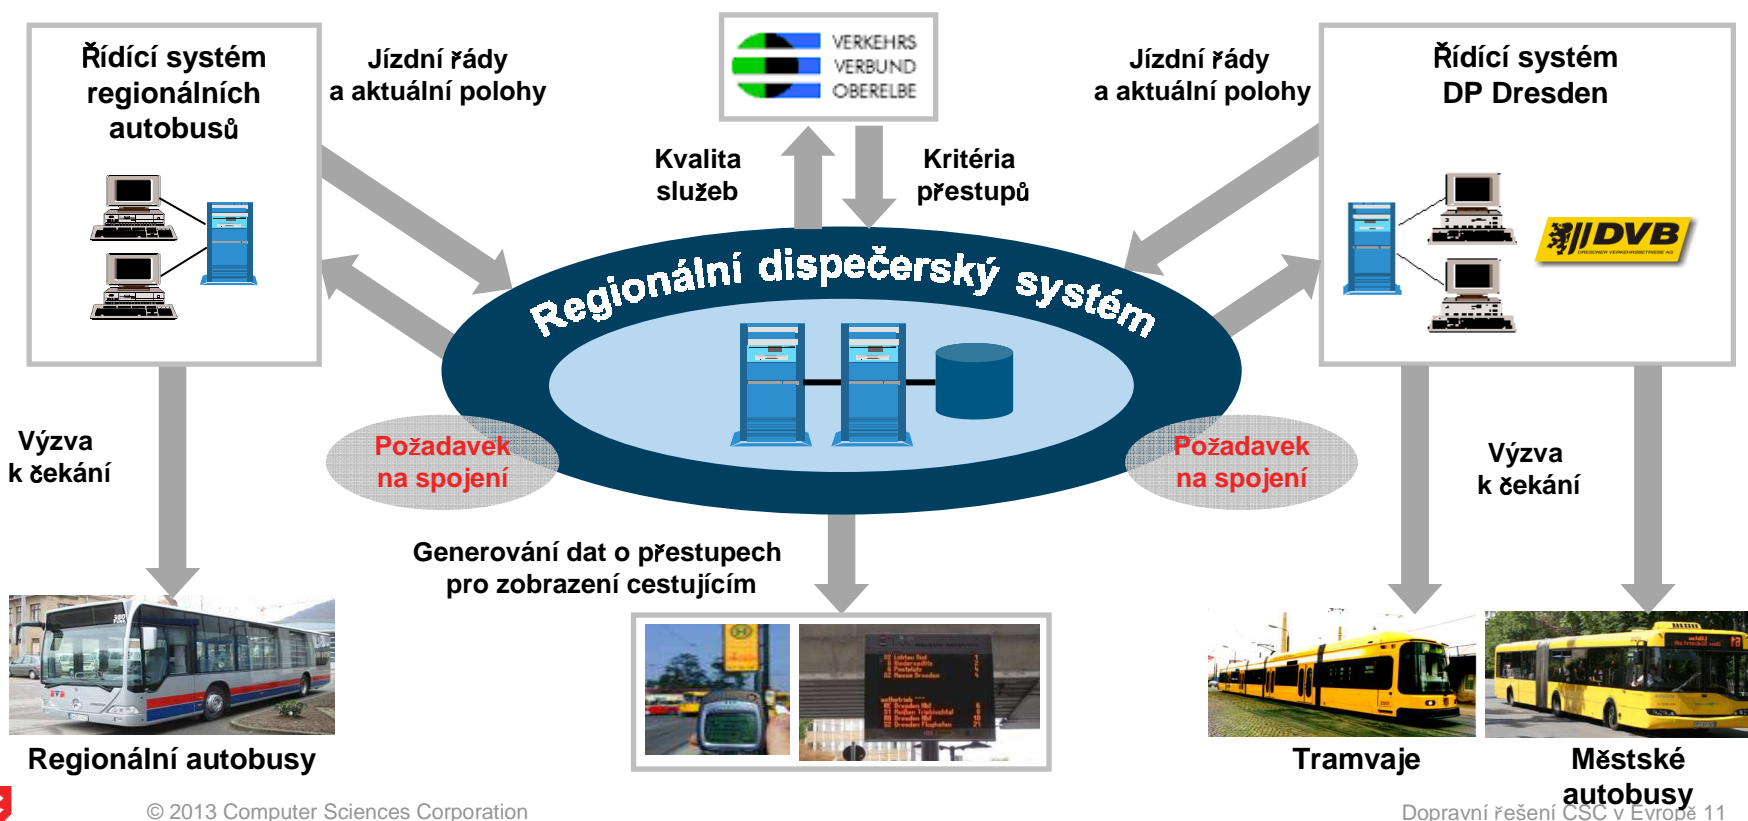 Řídící systém
regionálních
autobusů
Jízdní řády
a aktuální polohy
VERKEHRS
VERBUND
OBERELBE
Jízdní řády
a aktuální polohy
Řídící systém
DP Dresden
Kvalita
služeb
Kritéria
přestupů
DVB
DRESDNER VERKEHRSBETRIEBE AG
Regionální dispečerský systém
Výzva
k čekání
Požadavek
na spojení
Požadavek
na spojení
Výzva
k čekání
Generování dat o přestupech
pro zobrazení cestujícím
Regionální autobusy
Tramvaje
Městské
autobusy
© 2013 Computer Sciences Corporation
Dopravní řešení CSC v Evropě 11